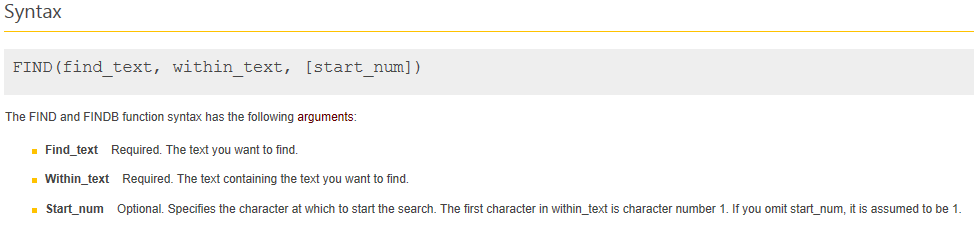 Syntax
FIND(find_text, within_text, [start_num])
The FIND and FINDB function syntax has the following arguments:
Find_text Required. The text you want to find.
Within_text Required. The text containing the text you want to find.
Start_num Optional. Specifies the character at which to start the search. The first character in within_text is character number 1. If you omit start_num, it is assumed to be 1.